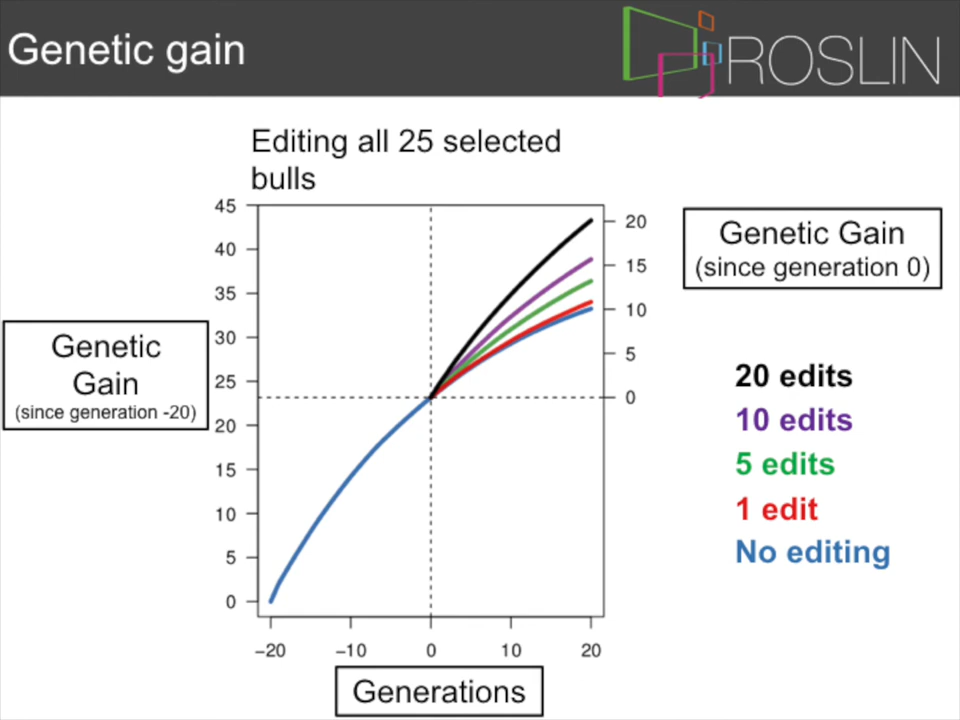 Genetic gain
ROSLIN
Editing all 25 selected
bulls
45
40
35
30
25
20
15
10
5
0
20
15
10
5
0
−20
−10
0
10
20
Genetic
Gain
(since generation -20)
Genetic Gain
(since generation 0)
20 edits
10 edits
5 edits
1 edit
No editing
Generations